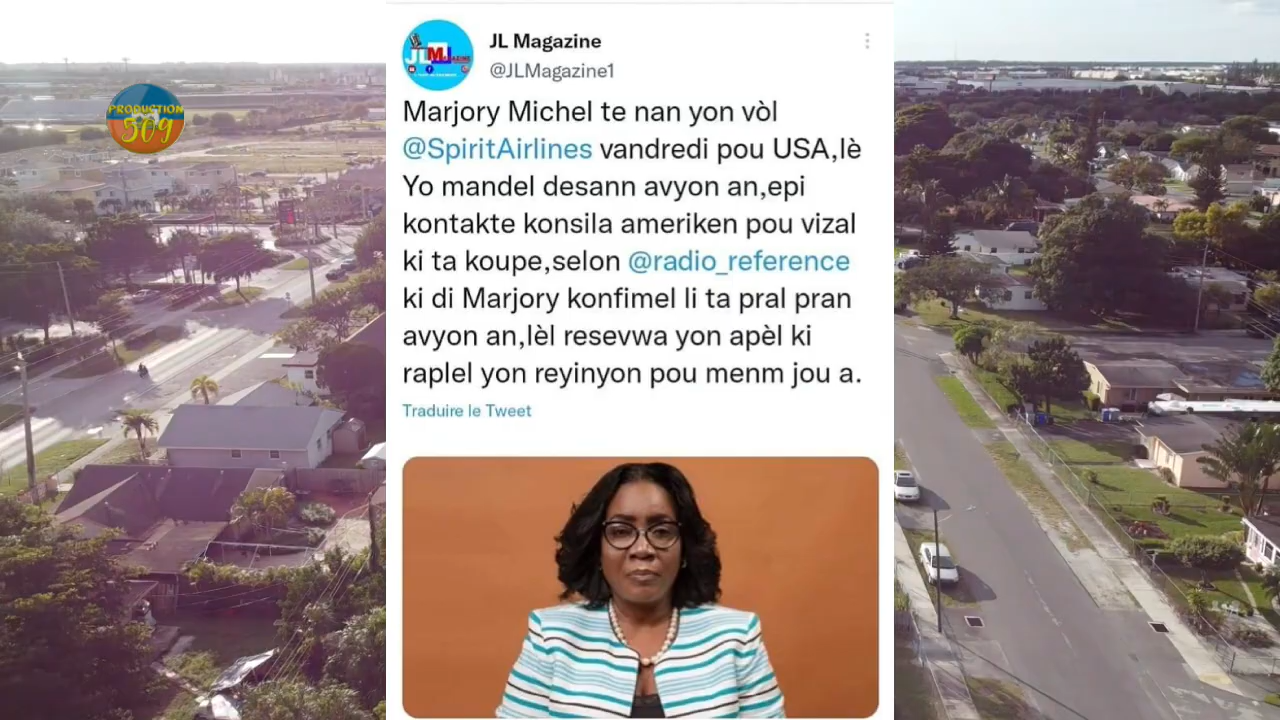 PRODUCTION
509
JL Magazine
@JLMagazine1
Marjory Michel te nan yon vòl
@SpiritAirlines vandredi pou USA,lè
Yo mandel desann avyon an,epi
kontakte konsila ameriken pou vizal
ki ta koupe,selon @radio_reference
ki di Marjory konfimel li ta pral pran
avyon an,lèl resevwa yon apèl ki
raplel yon reyinyon pou menm jou a.
Traduire le Tweet